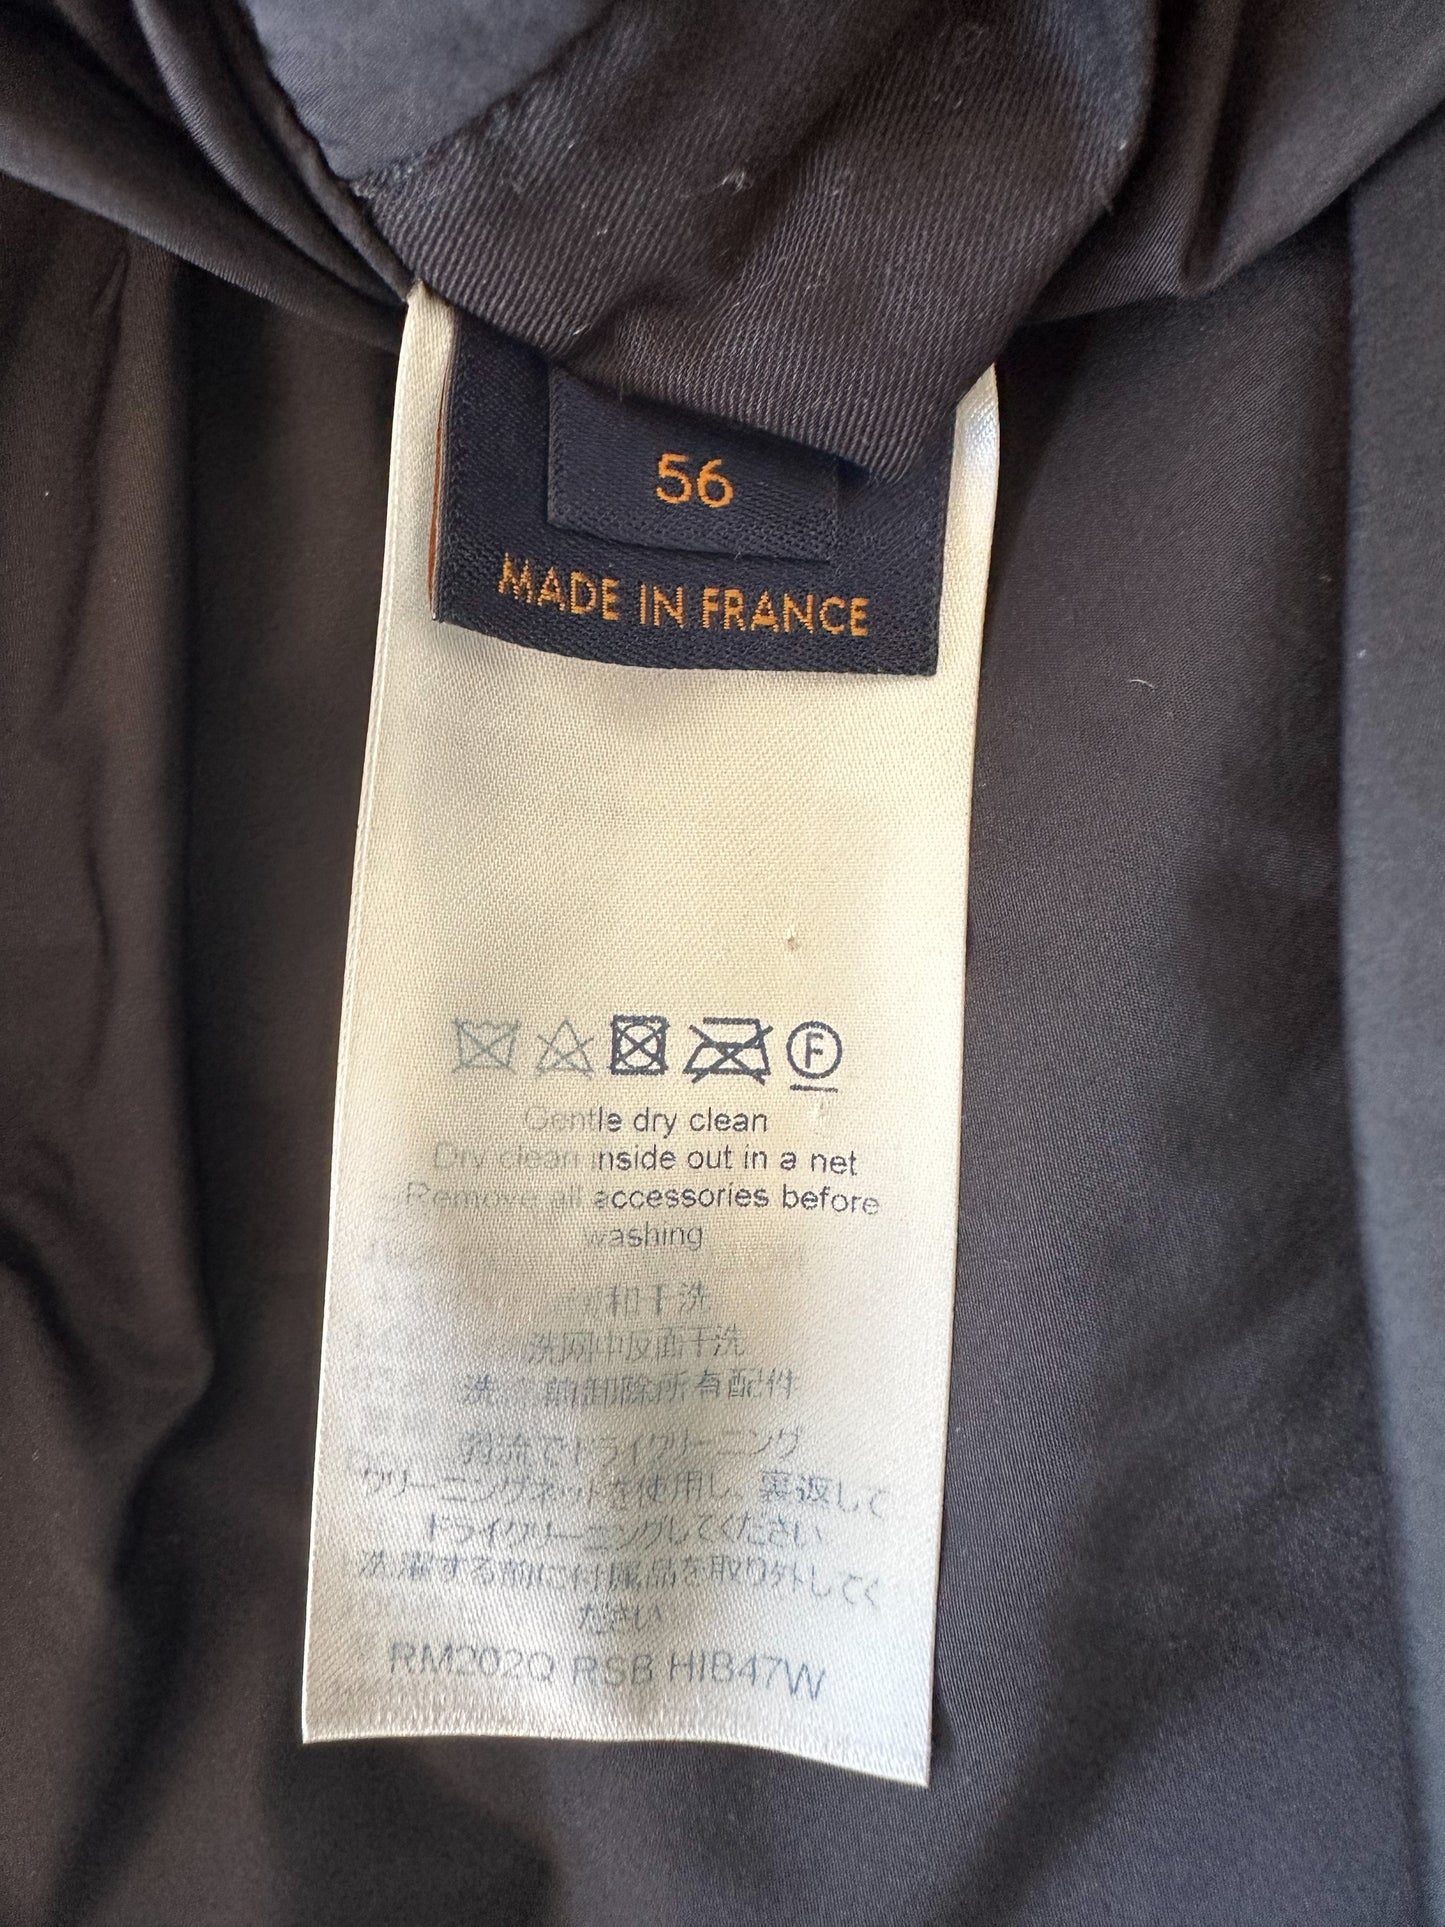 56
MADE IN FRANCE
F
Gentle dry clean
Dry clean inside out in a net
Remove all accessories before
washing
和干洗
洗网中反面干洗
洗 前卸除所有配件
弱流でドライクリーニング
クリーニングネットを使用し、裏返して
ドライクリーニングしてください
洗濯する前に付属品を取り外してく
ださい
RM202Q RSB HIB47W